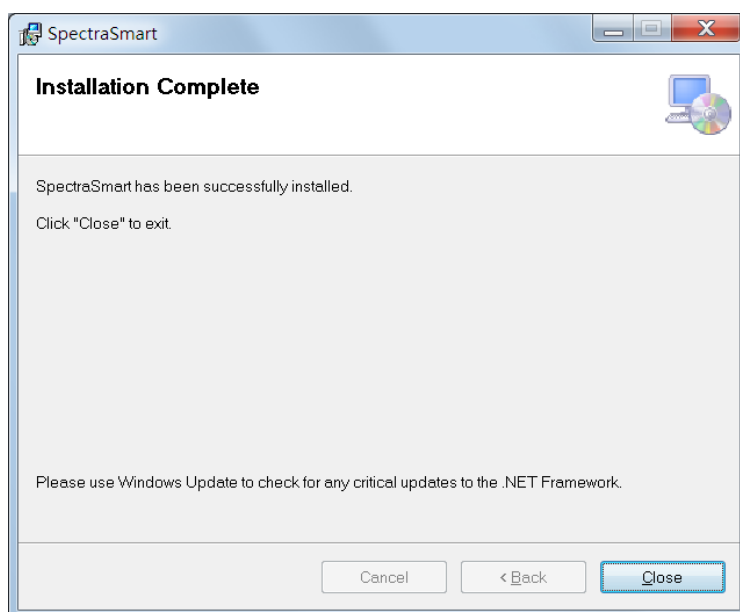 SpectraSmart
Installation Complete
SpectraSmart has been successfully installed.
Click "Close" to exit.
Please use Windows Update to check for any critical updates to the .NET Framework.
Cancel
< Back
Close